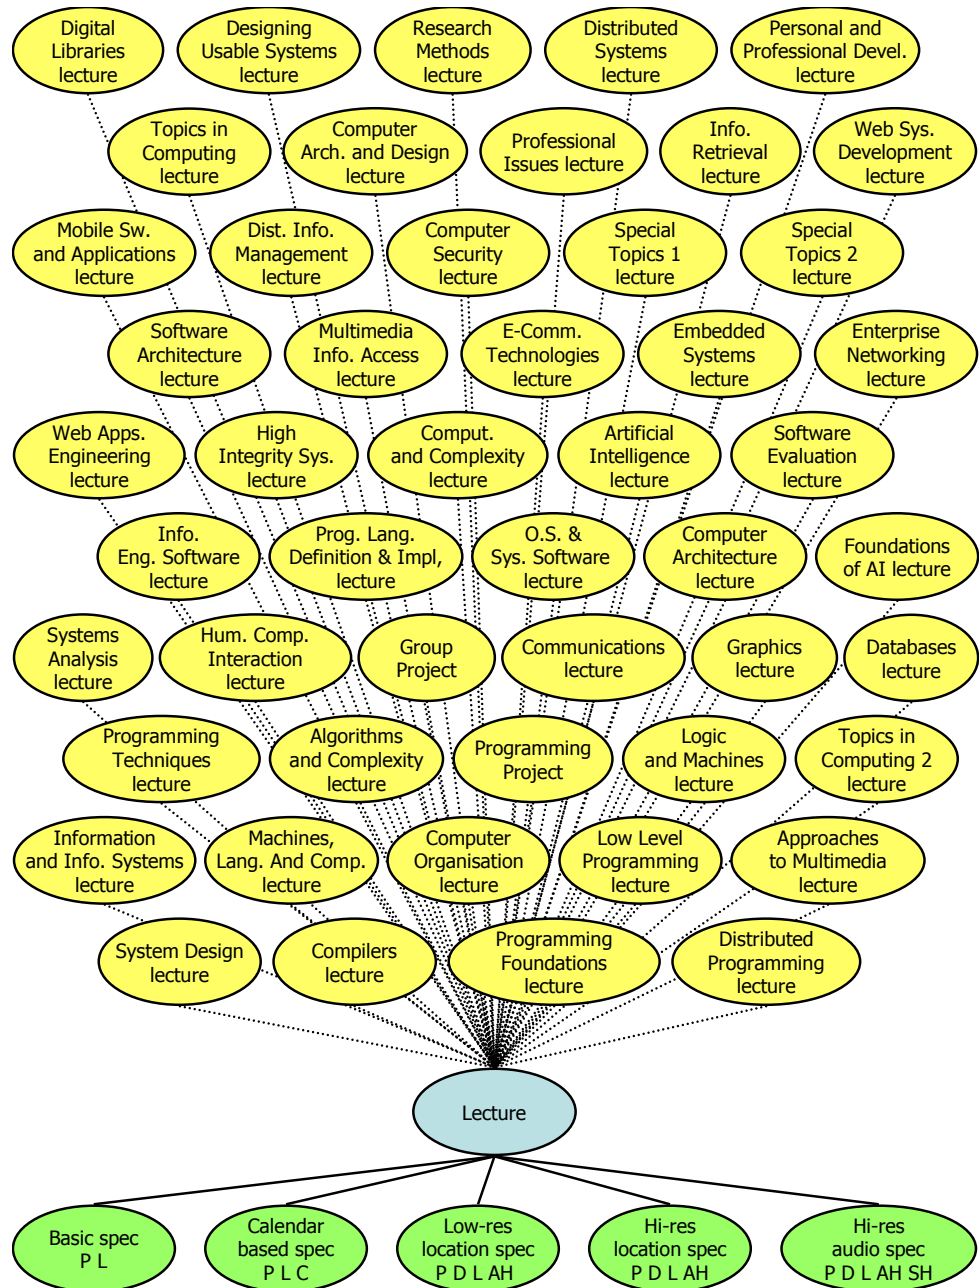 Digital
Libraries
lecture
Designing
Usable Systems
lecture
Research
Methods
lecture
Distributed
Systems
lecture
Personal and
Professional Devel.
lecture
Topics in
Computing
lecture
Computer
Arch. and Design
lecture
Professional
Issues lecture
Info.
Retrieval
lecture
Web Sys.
Development
lecture
Mobile Sw.
and Applications
lecture
Dist. Info.
Management
lecture
Computer
Security
lecture
Special
Topics 1
lecture
Special
Topics 2
lecture
Software
Architecture
lecture
Multimedia
Info. Access
lecture
E-Comm.
Technologies
lecture
Embedded
Systems
lecture
Enterprise
Networking
lecture
Web Apps.
Engineering
lecture
High
Integrity Sys.
lecture
Comput.
and Complexity
lecture
Artificial
Intelligence
lecture
Software
Evaluation
lecture
Info.
Eng. Software
lecture
Prog. Lang.
Definition & Impl,
lecture
O.S. &
Sys. Software
lecture
Computer
Architecture
lecture
Foundations
of AI lecture
Systems
Analysis
lecture
Hum. Comp.
Interaction
lecture
Group
Project
Communications
lecture
Graphics
lecture
Databases
lecture
Programming
Techniques
lecture
Algorithms
and Complexity
lecture
Programming
Project
Logic
and Machines
lecture
Topics in
Computing 2
lecture
Information
and Info. Systems
lecture
Machines,
Lang. And Comp.
lecture
Computer
Organisation
lecture
Low Level
Programming
lecture
Approaches
to Multimedia
lecture
System Design
lecture
Compilers
lecture
Programming
Foundations
lecture
Distributed
Programming
lecture
Lecture
Basic spec
P L
Calendar
based spec
P L C
Low-res
location spec
P D L AH
Hi-res
location spec
P D L AH
Hi-res
audio spec
P D L AH SH